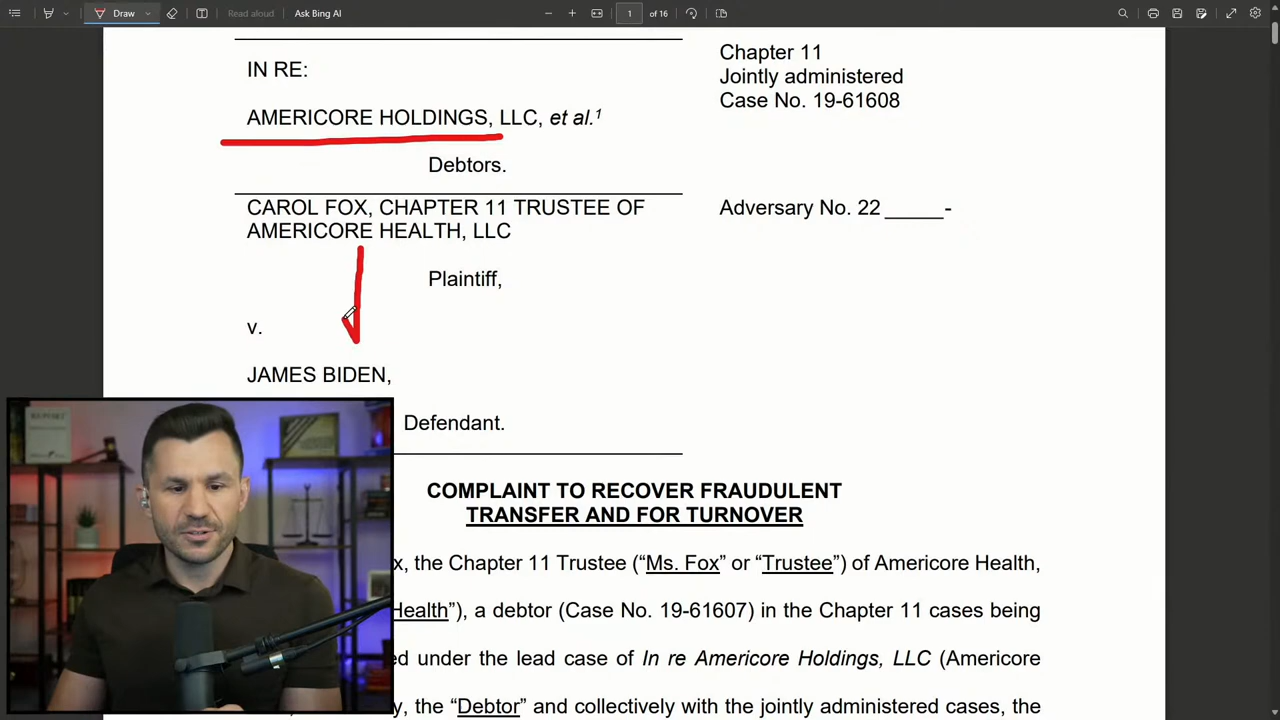 Draw
Read aloud
Ask Bing AI
1
of 16
IN RE:
AMERICORE HOLDINGS, LLC, et al.¹
Debtors.
Chapter 11
Jointly administered
Case No. 19-61608
CAROL FOX, CHAPTER 11 TRUSTEE OF
AMERICORE HEALTH, LLC
Plaintiff,
v.
JAMES BIDEN,
Defendant.
Adversary No. 22 _____-
COMPLAINT TO RECOVER FRAUDULENT
TRANSFER AND FOR TURNOVER
x, the Chapter 11 Trustee (“Ms. Fox” or “Trustee”) of Americore Health,
Health”), a debtor (Case No. 19-61607) in the Chapter 11 cases being
ed under the lead case of In re Americore Holdings, LLC (Americore
y, the “Debtor” and collectively with the jointly administered cases, the